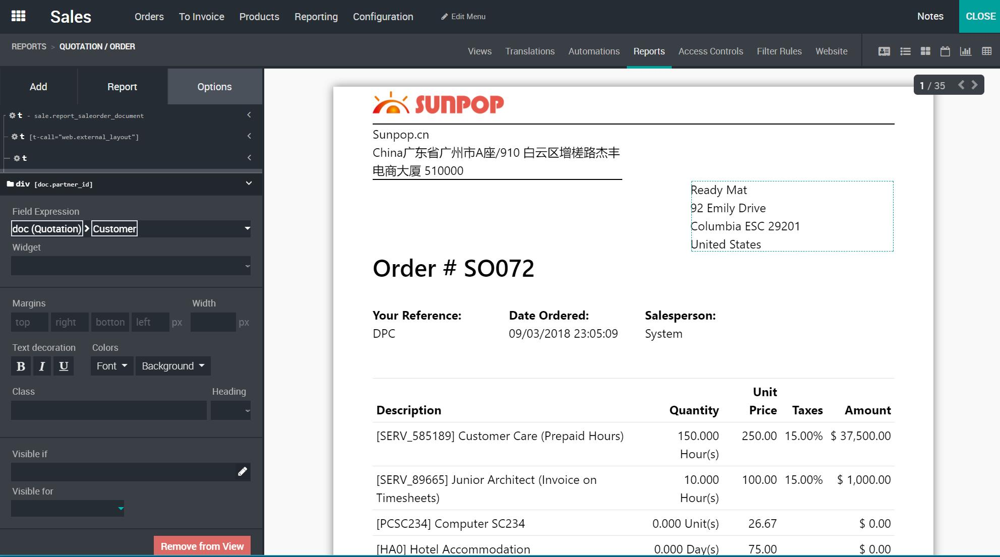 Sales
Orders
To Invoice
Products
Reporting
Configuration
Edit Menu
Notes
CLOSE
REPORTS > QUOTATION / ORDER
Views
Translations
Automations
Reports
Access Controls
Filter Rules
Website
Add
Report
Options
t - sale.report_saleorder_document
t [t-call="web.external_layout"]
t
div [doc.partner_id]
Field Expression
doc (Quotation) > Customer
Widget
Margins
Width
top
right
botton
left
px
px
Text decoration
Colors
B I U
Font
Background
Class
Heading
Visible if
Visible for
Remove from View
1 / 35
SUNPOP
Sunpop.cn
China广东省广州市A座/910 白云区增槎路杰丰
电商大厦 510000
Ready Mat
92 Emily Drive
Columbia ESC 29201
United States
Order # SO072
Your Reference:
DPC
Date Ordered:
09/03/2018 23:05:09
Salesperson:
System
Description Quantity Unit Price Taxes Amount
[SERV_585189] Customer Care (Prepaid Hours) 150.000 250.00 15.00% $ 37,500.00
Hour(s)
[SERV_89665] Junior Architect (Invoice on 10.000 100.00 15.00% $ 1,000.00
Timesheets) Hour(s)
[PCSC234] Computer SC234 0.000 Unit(s) 26.67 $ 0.00
[HA0] Hotel Accommodation 0.000 Day(s) 75.00 $ 0.00